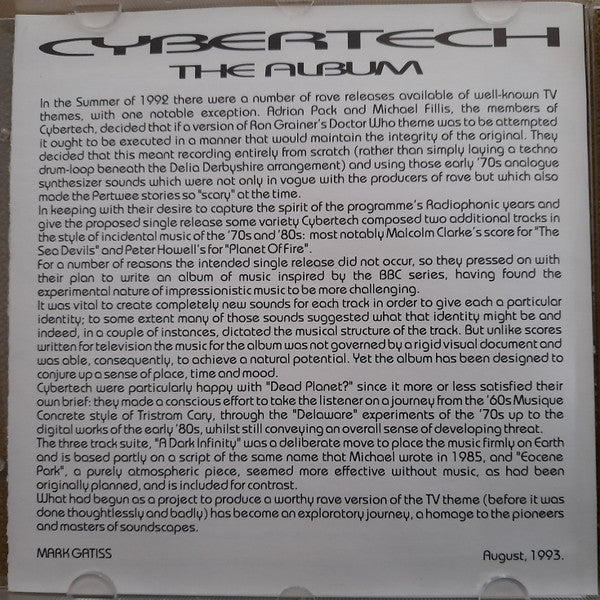 CYBERTECH
THE ALBUM
In the Summer of 1992 there were a number of rave releases available of well-known TV
themes, with one notable exception. Adrian Pack and Michael Fillis, the members of
Cybertech, decided that if a version of Ron Grainer's Doctor Who theme was to be attempted
it ought to be executed in a manner that would maintain the integrity of the original. They
decided that this meant recording entirely from scratch (rather than simply laying a techno
drum-loop beneath the Delia Derbyshire arrangement) and using those early '70s analogue
synthesizer sounds which were not only in vogue with the producers of rave but which also
made the Pertwee stories so "scary" at the time.
In keeping with their desire to capture the spirit of the programme's Radiophonic years and
give the proposed single release some variety Cybertech composed two additional tracks in
the style of incidental music of the '70s and '80s: most notably Malcolm Clarke's score for "The
Sea Devils" and Peter Howell's for "Planet Of Fire".
For a number of reasons the intended single release did not occur, so they pressed on with
their plan to write an album of music inspired by the BBC series, having found the
experimental nature of impressionistic music to be more challenging.
It was vital to create completely new sounds for each track in order to give each a particular
identity; to some extent many of those sounds suggested what that identity might be and
indeed, in a couple of instances, dictated the musical structure of the track. But unlike scores
written for television the music for the album was not governed by a rigid visual document and
was able, consequently, to achieve a natural potential. Yet the album has been designed to
conjure up a sense of place, time and mood.
Cybertech were particularly happy with "Dead Planet?" since it more or less satisfied their
own brief: they made a conscious effort to take the listener on a journey from the '60s Musique
Concrete style of Tristram Cary, through the "Delaware" experiments of the '70s up to the
digital works of the early '80s, whilst still conveying an overall sense of developing threat.
The three track suite, "A Dark Infinity" was a deliberate move to place the music firmly on Earth
and is based partly on a script of the same name that Michael wrote in 1985, and "Eocene
Park", a purely atmospheric piece, seemed more effective without music, as had been
originally planned, and is included for contrast.
What had begun as a project to produce a worthy rave version of the TV theme (before it was
done thoughtlessly and badly) has become an exploratory journey, a homage to the pioneers
and masters of soundscapes.
MARK GATISS August, 1993.